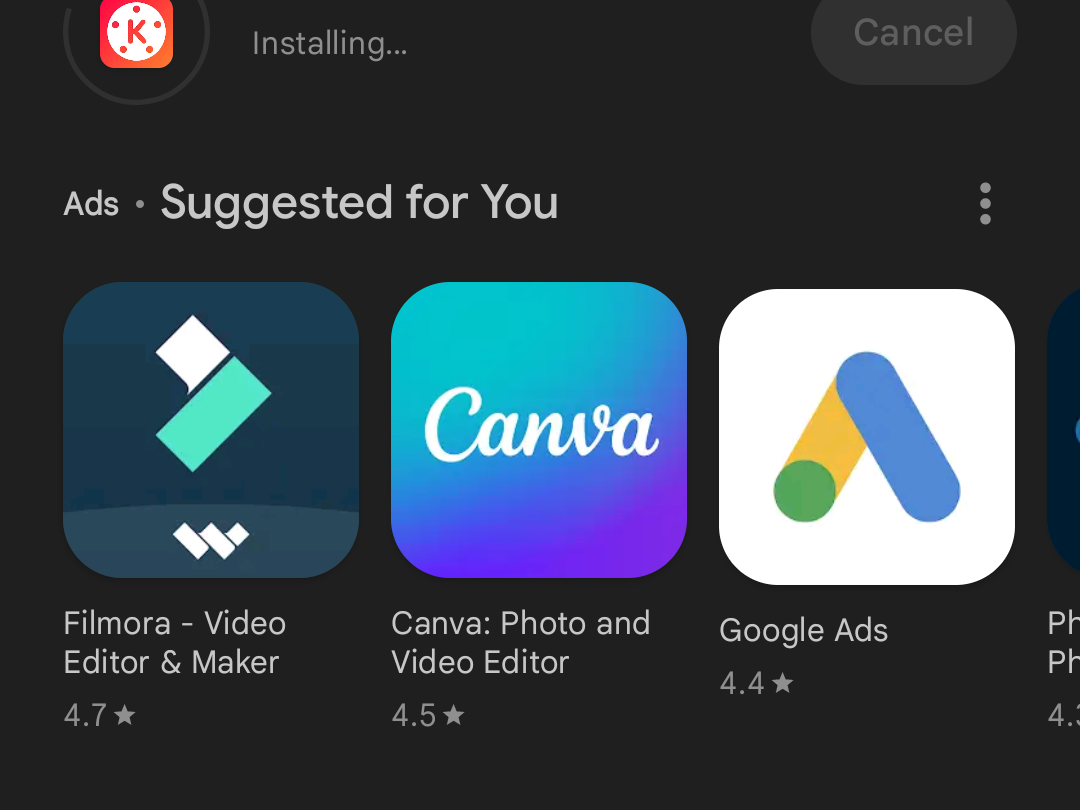 K
Installing...
Cancel
Ads • Suggested for You
Canva
Filmora - Video
Editor & Maker
4.7★
Canva: Photo and
Video Editor
4.5★
Google Ads
4.4★
Ph
Ph
4.3